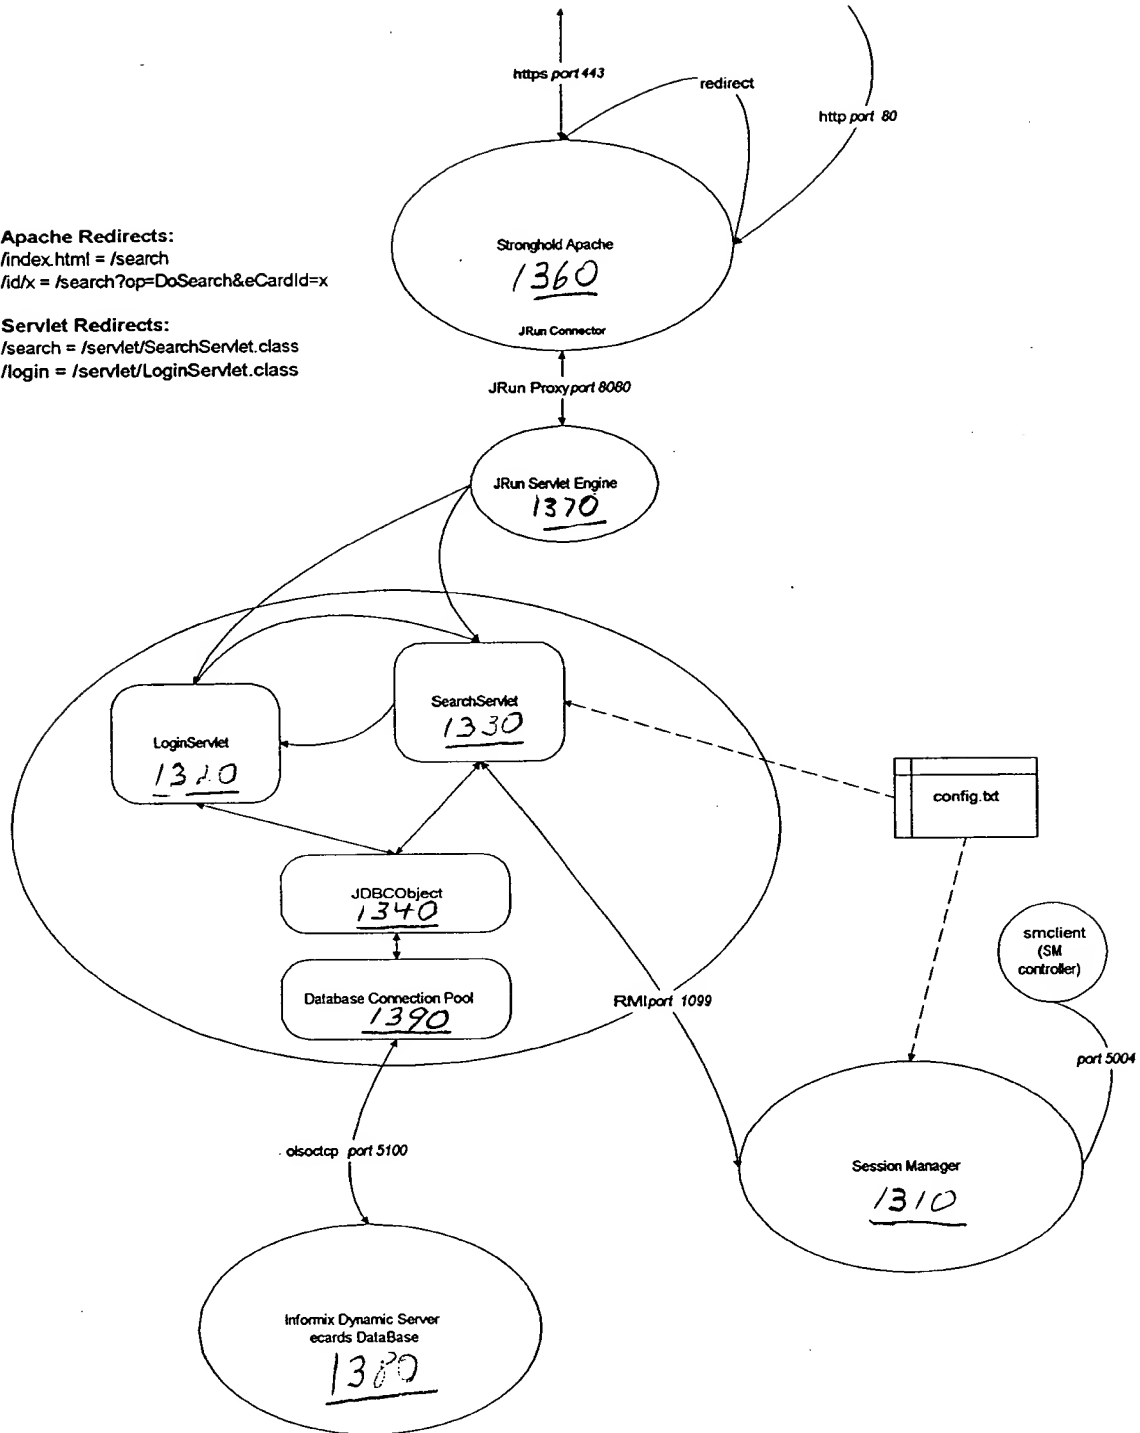 https port 443
redirect
http port 80
Apache Redirects:
/index.html = /search
/id/x = /search?op=DoSearch&eCardId=x
Servlet Redirects:
/search = /servlet/SearchServlet.class
/login = /servlet/LoginServlet.class
Stronghold Apache
1360
JRun Connector
JRun Proxy port 8080
JRun Servlet Engine
1370
SearchServlet
1330
LoginServlet
1320
config.txt
JDBCObject
1340
smclient
(SM
controller)
Database Connection Pool
1390
RMI port 1099
port 5004
olsoctcp port 5100
Session Manager
1310
Informix Dynamic Server
ecards DataBase
1380